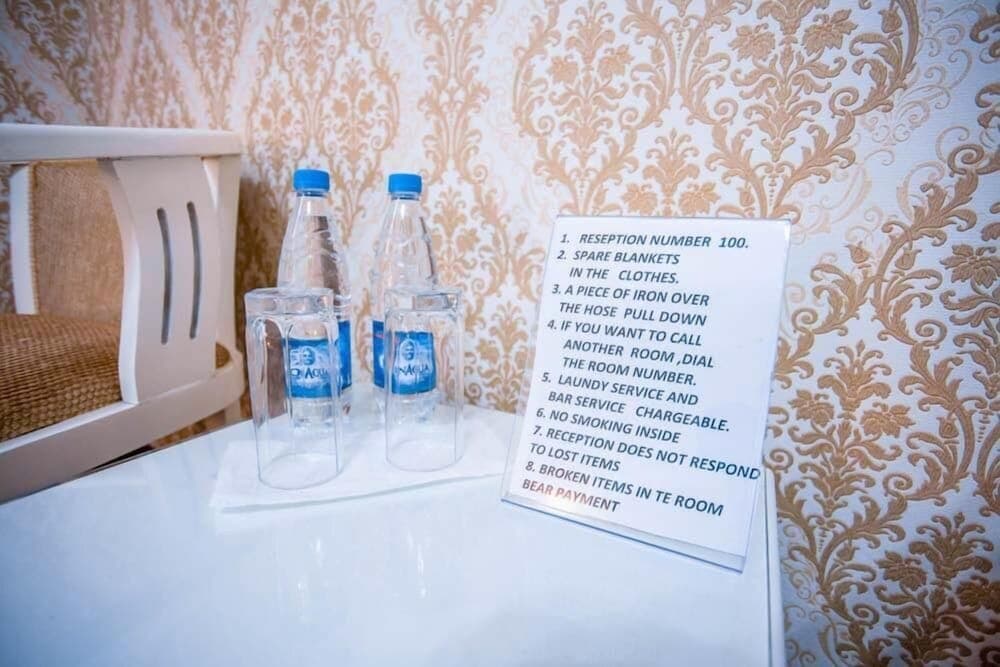 1. RESEPTION NUMBER 100.
2. SPARE BLANKETS
IN THE CLOTHES.
3. A PIECE OF IRON OVER
THE HOSE PULL DOWN
4. IF YOU WANT TO CALL
ANOTHER ROOM ,DIAL
THE ROOM NUMBER.
5. LAUNDY SERVICE AND
BAR SERVICE CHARGEABLE.
6. NO SMOKING INSIDE
7. RECEPTION DOES NOT RESPOND
TO LOST ITEMS
8. BROKEN ITEMS IN TE ROOM
BEAR PAYMENT